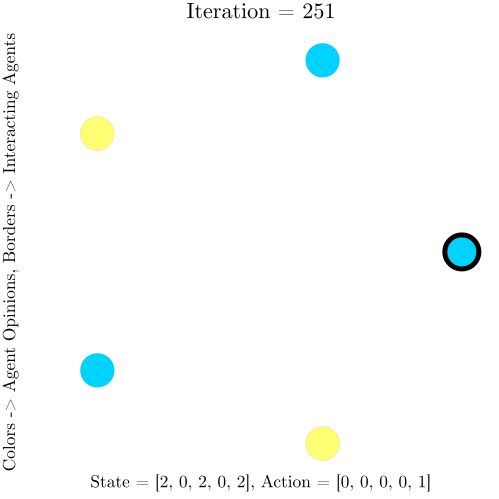 Iteration = 251
Colors -> Agent Opinions, Borders -> Interacting Agents
State = [2, 0, 2, 0, 2], Action = [0, 0, 0, 0, 1]